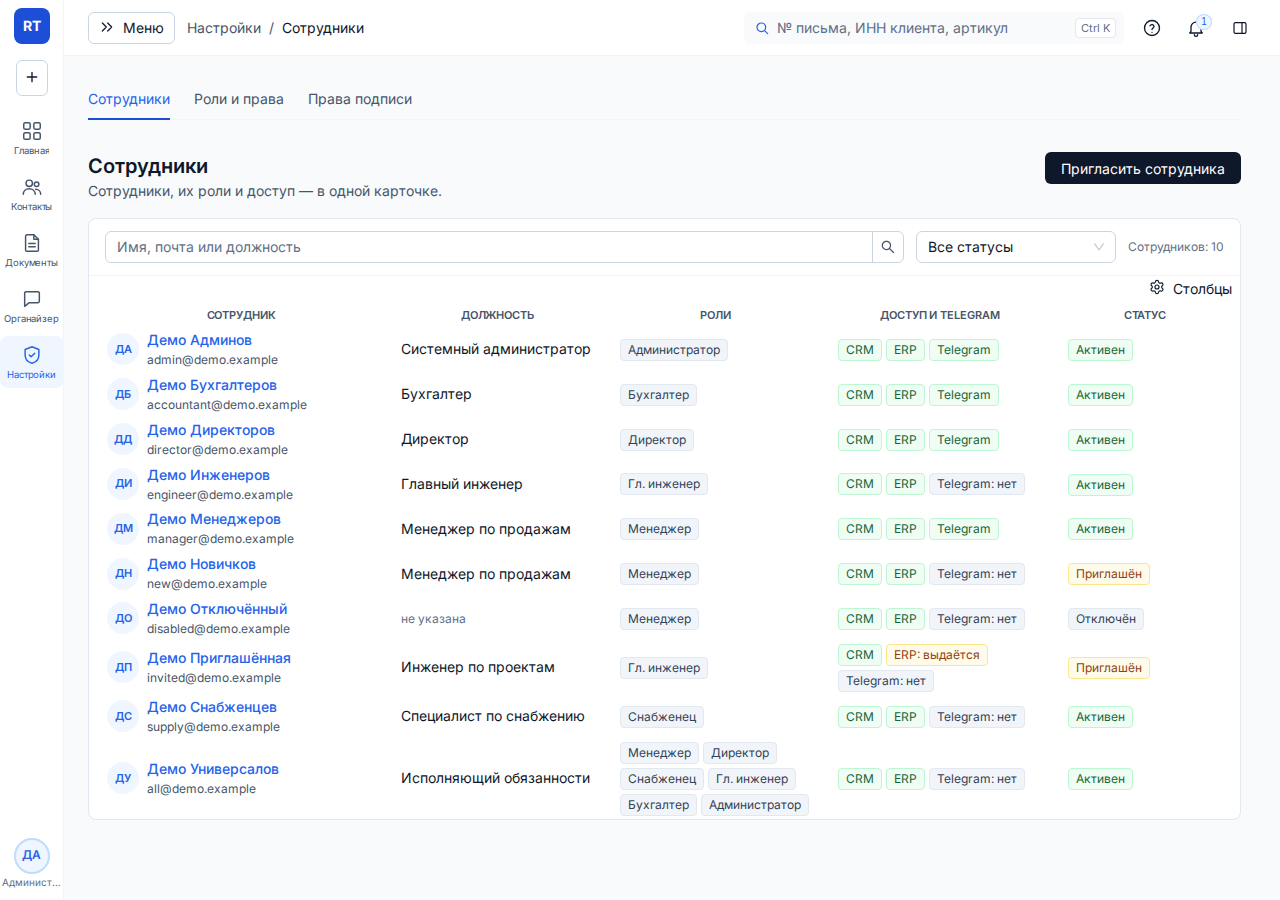 RT
Меню
Настройки / Сотрудники
№ письма, ИНН клиента, артикул
Ctrl K
1
Главная
Контакты
Документы
Органайзер
Настройки
Сотрудники
Роли и права
Права подписи
Сотрудники
Сотрудники, их роли и доступ — в одной карточке.
Пригласить сотрудника
Имя, почта или должность
Все статусы
Сотрудников: 10
Столбцы
СОТРУДНИК ДОЛЖНОСТЬ РОЛИ ДОСТУП И TELEGRAM СТАТУС
ДА Демо Админов
admin@demo.example
Системный администратор
Администратор
CRM ERP Telegram
Активен
ДБ Демо Бухгалтеров
accountant@demo.example
Бухгалтер
Бухгалтер
CRM ERP Telegram
Активен
ДД Демо Директоров
director@demo.example
Директор
Директор
CRM ERP Telegram
Активен
ДИ Демо Инженеров
engineer@demo.example
Главный инженер
Гл. инженер
CRM ERP Telegram: нет
Активен
ДМ Демо Менеджеров
manager@demo.example
Менеджер по продажам
Менеджер
CRM ERP Telegram
Активен
ДН Демо Новичков
new@demo.example
Менеджер по продажам
Менеджер
CRM ERP Telegram: нет
Приглашён
ДО Демо Отключённый
disabled@demo.example
не указана
Менеджер
CRM ERP Telegram: нет
Отключён
ДП Демо Приглашённая
invited@demo.example
Инженер по проектам
Гл. инженер
CRM ERP: выдаётся
Telegram: нет
Приглашён
ДС Демо Снабженцев
supply@demo.example
Специалист по снабжению
Снабженец
CRM ERP Telegram: нет
Активен
ДУ Демо Универсалов
all@demo.example
Исполняющий обязанности
Менеджер Директор
Снабженец Гл. инженер
Бухгалтер Администратор
CRM ERP Telegram: нет
Активен
ДА
Админист...